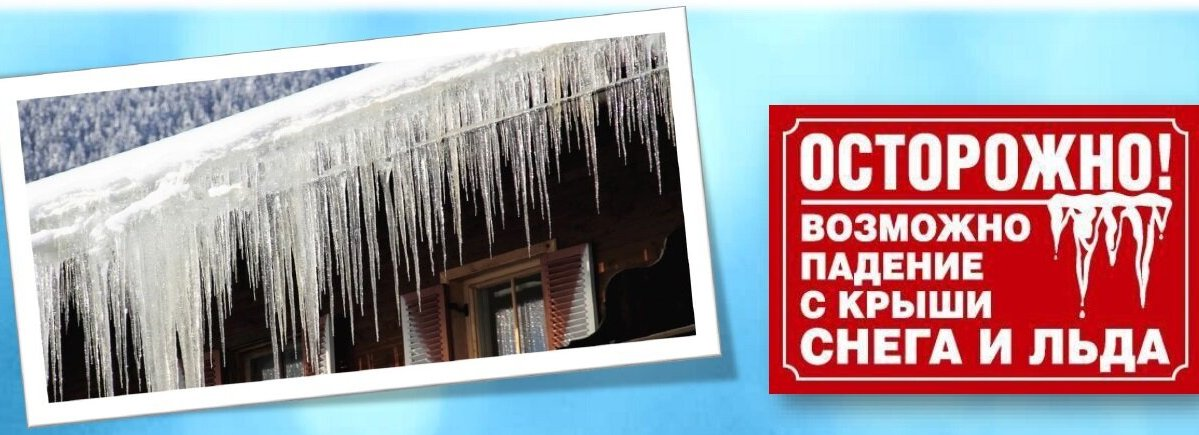 ОСТОРОЖНО!
ВОЗМОЖНО
ПАДЕНИЕ
С КРЫШИ
СНЕГА И ЛЬДА